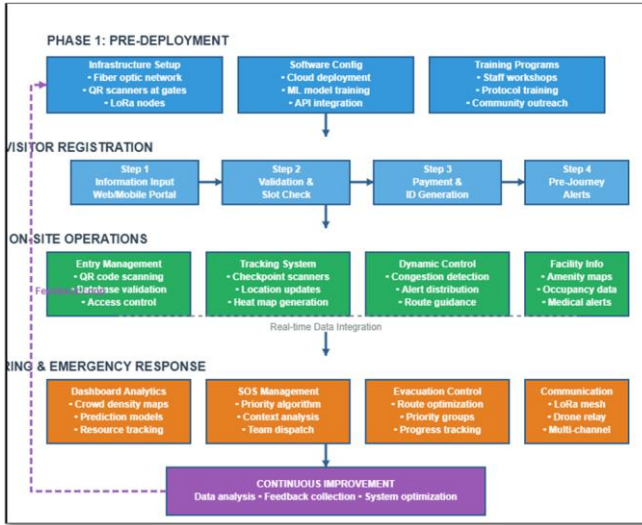 PHASE 1: PRE-DEPLOYMENT
Infrastructure Setup
• Fiber optic network
• QR scanners at gates
• LoRa nodes
Software Config
• Cloud deployment
• ML model training
• API integration
Training Programs
• Staff workshops
• Protocol training
• Community outreach
VISITOR REGISTRATION
Step 1
Information Input
Web/Mobile Portal
Step 2
Validation &
Slot Check
Step 3
Payment &
ID Generation
Step 4
Pre-Journey
Alerts
ON-SITE OPERATIONS
Entry Management
• QR code scanning
• Database validation
• Access control
Tracking System
• Checkpoint scanners
• Location updates
• Heat map generation
Dynamic Control
• Congestion detection
• Alert distribution
• Route guidance
Facility Info
• Amenity maps
• Occupancy data
• Medical alerts
Real-time Data Integration
RING & EMERGENCY RESPONSE
Dashboard Analytics
• Crowd density maps
• Prediction models
• Resource tracking
SOS Management
• Priority algorithm
• Context analysis
• Team dispatch
Evacuation Control
• Route optimization
• Priority groups
• Progress tracking
Communication
• LoRa mesh
• Drone relay
• Multi-channel
CONTINUOUS IMPROVEMENT
Data analysis • Feedback collection • System optimization